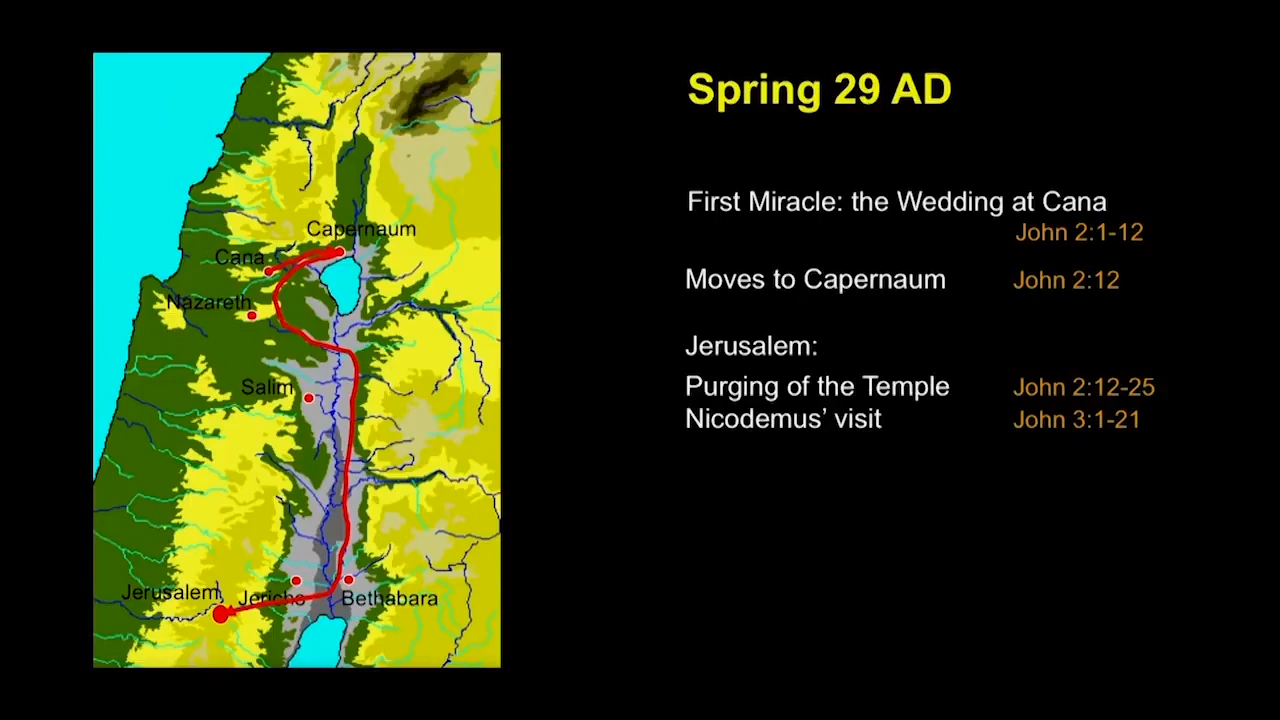 Spring 29 AD
First Miracle: the Wedding at Cana
John 2:1-12
Moves to Capernaum John 2:12
Jerusalem:
Purging of the Temple John 2:12-25
Nicodemus’ visit John 3:1-21
Capernaum
Cana
Nazareth
Salim
Jerusalem
Jericho
Bethabara